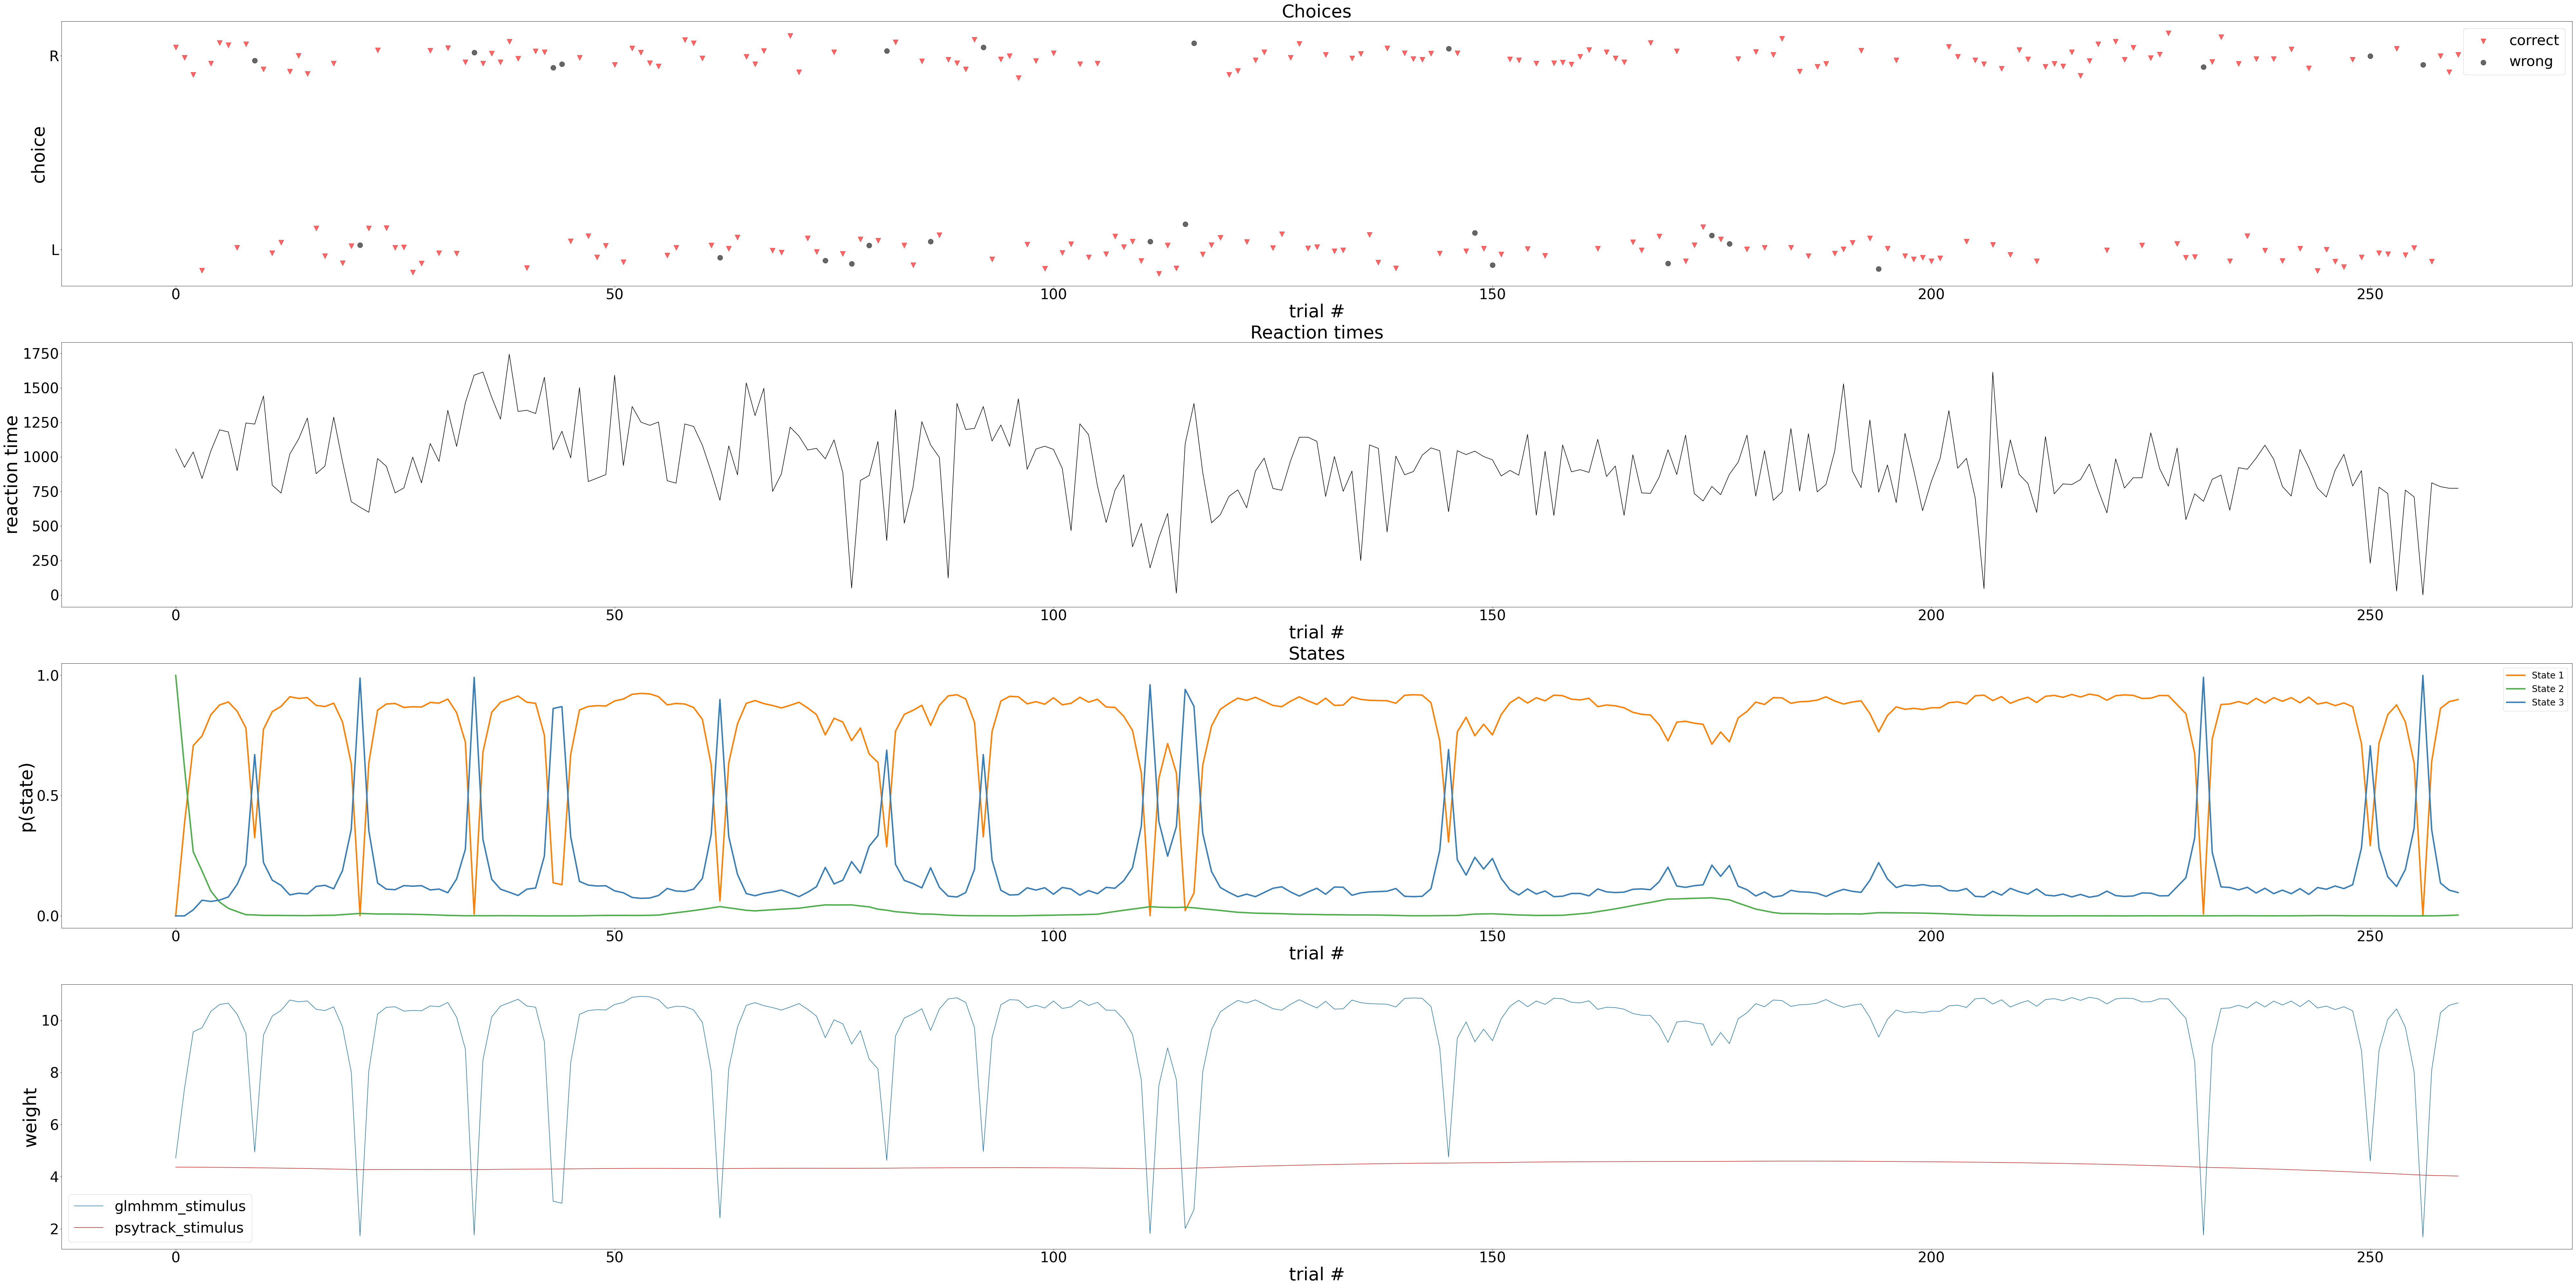 Choices
R
L
choice
correct
wrong
0 50 100 150 200 250
trial #
Reaction times
1750
1500
1250
1000
750
500
250
0
reaction time
0 50 100 150 200 250
trial #
States
1.0
0.5
0.0
p(state)
State 1
State 2
State 3
0 50 100 150 200 250
trial #
10
8
6
4
2
weight
glmhmm_stimulus
psytrack_stimulus
0 50 100 150 200 250
trial #